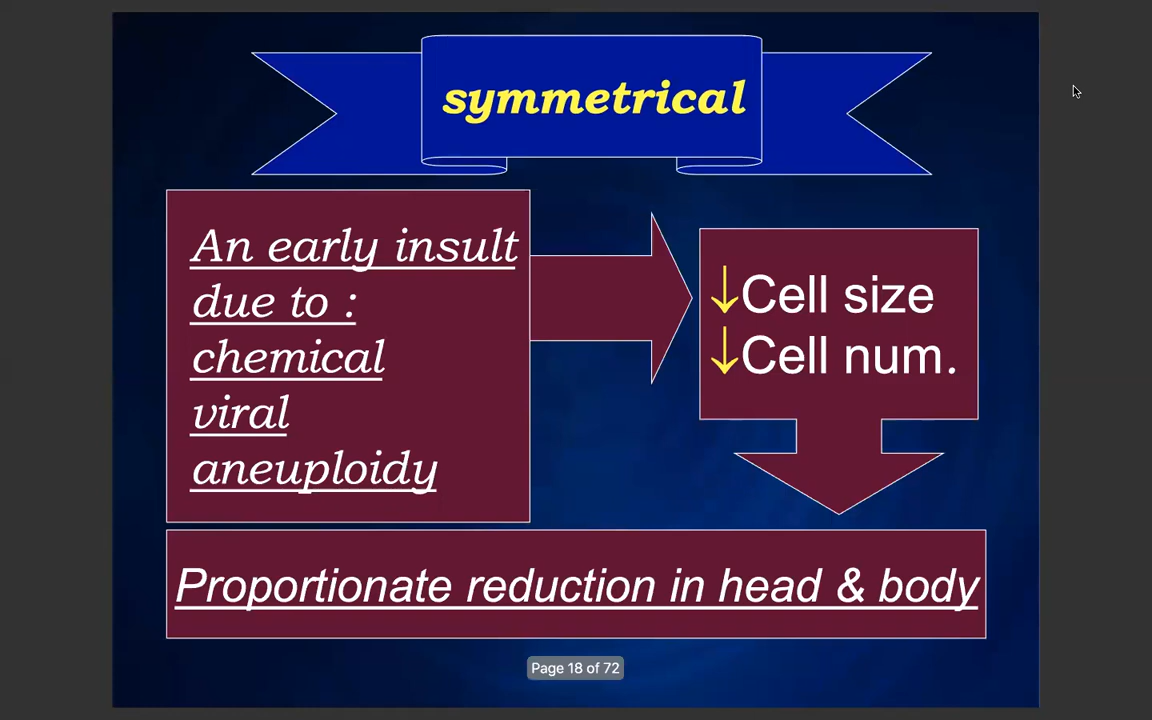 symmetrical
An early insult
due to :
chemical
viral
aneuploidy
↓Cell size
↓Cell num.
Proportionate reduction in head & body
Page 18 of 72